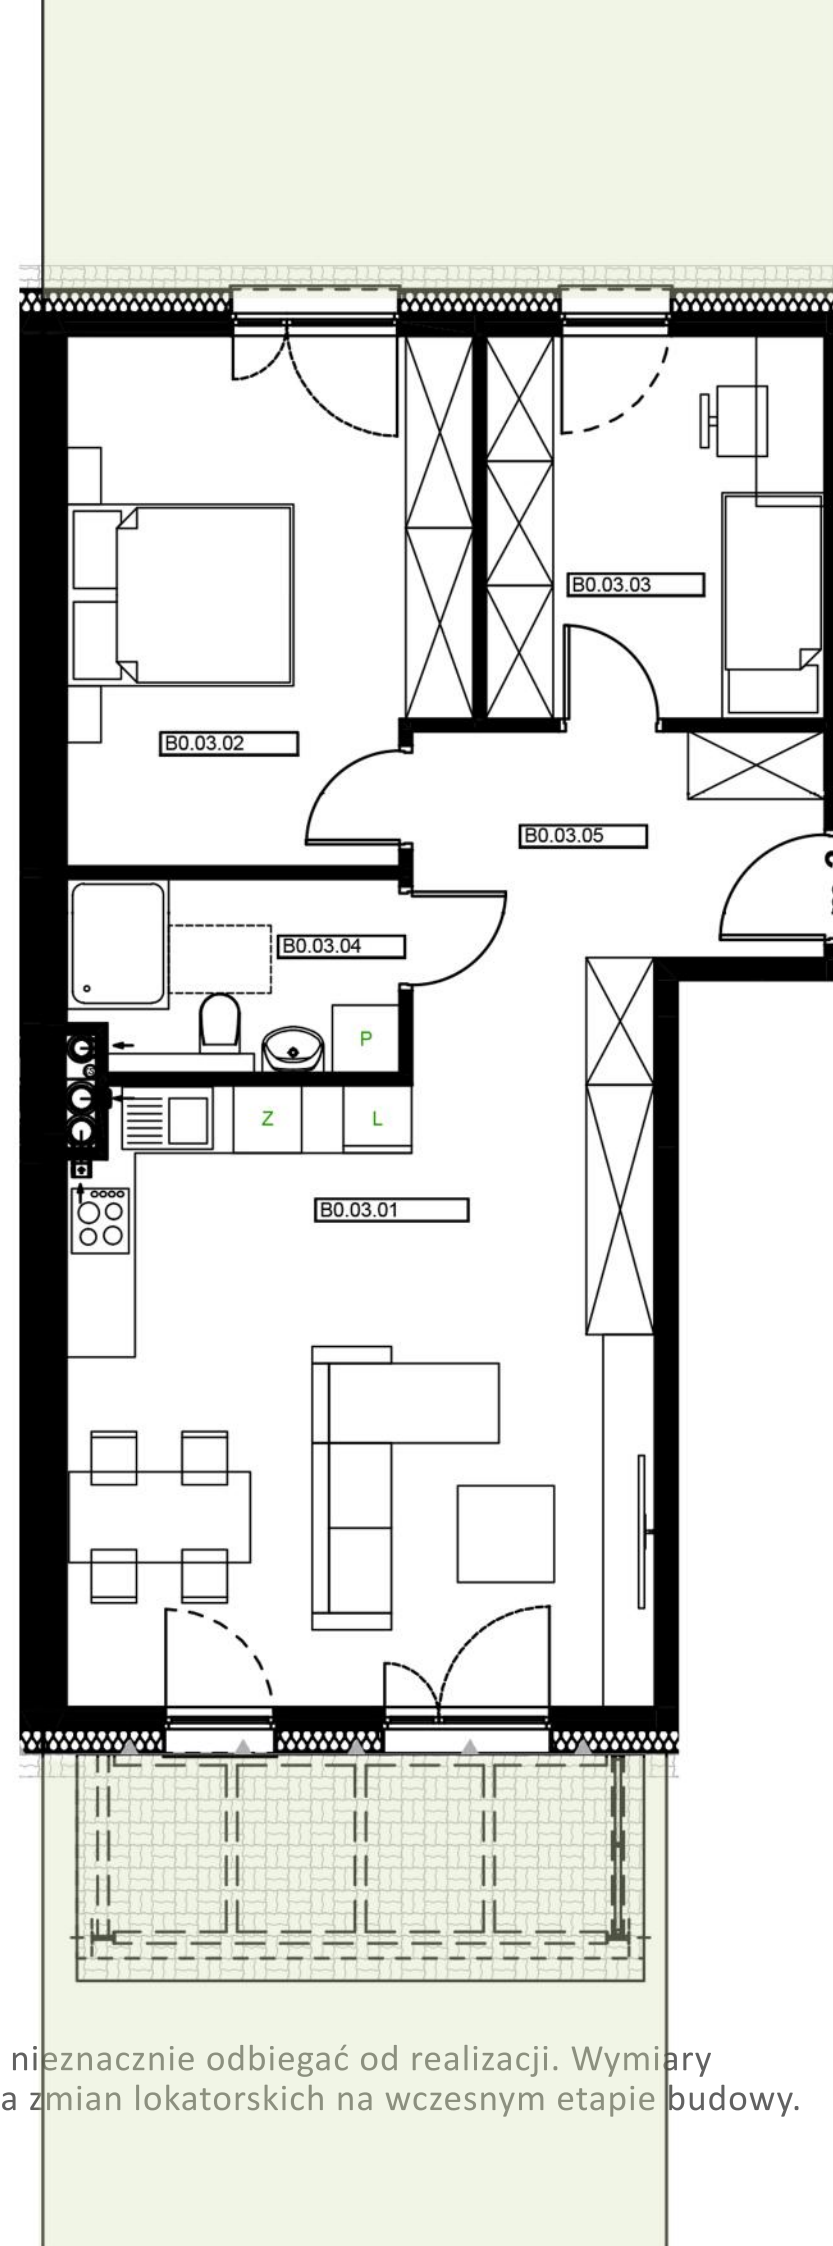 B0.03.03
B0.03.02
B0.03.05
B0.03.04
P
Z
L
B0.03.01
nieznacznie odbiegać od realizacji. Wymiary
a zmian lokatorskich na wczesnym etapie budowy.